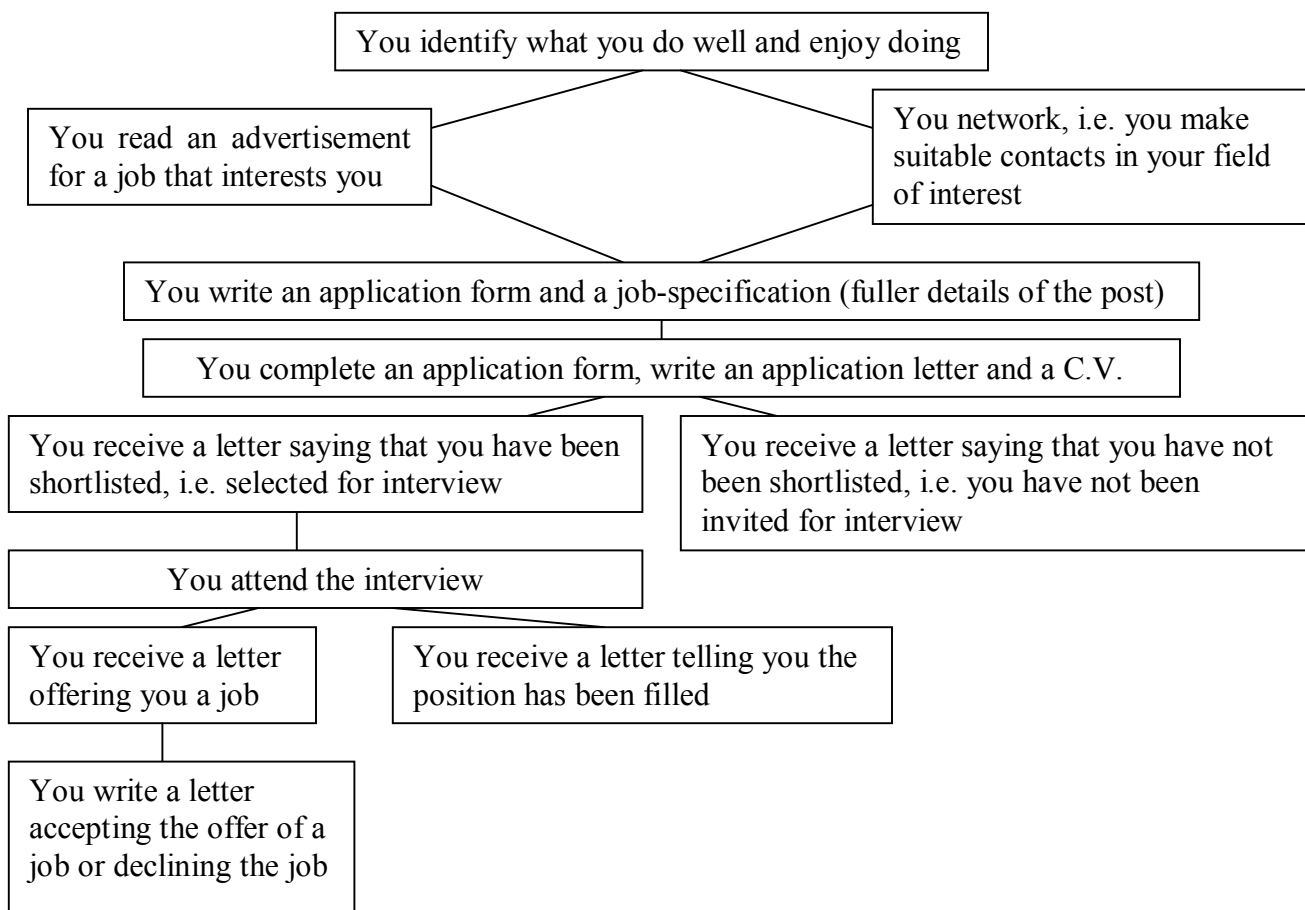 You identify what you do well and enjoy doing
You read an advertisement
for a job that interests you
You network, i.e. you make
suitable contacts in your field
of interest
You write an application form and a job-specification (fuller details of the post)
You complete an application form, write an application letter and a C.V.
You receive a letter saying that you have been
shortlisted, i.e. selected for interview
You receive a letter saying that you have not
been shortlisted, i.e. you have not been
invited for interview
You attend the interview
You receive a letter
offering you a job
You receive a letter telling you the
position has been filled
You write a letter
accepting the offer of a
job or declining the job